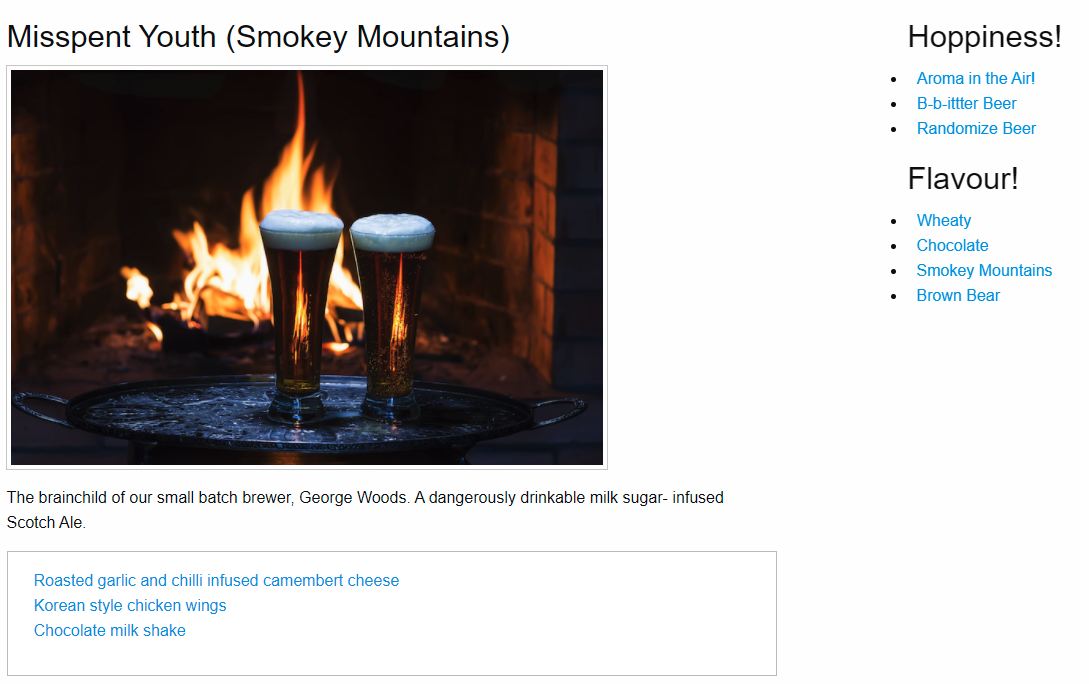 Misspent Youth (Smokey Mountains)
The brainchild of our small batch brewer, George Woods. A dangerously drinkable milk sugar- infused
Scotch Ale.
Roasted garlic and chilli infused camembert cheese
Korean style chicken wings
Chocolate milk shake
Hoppiness!
Aroma in the Air!
B-b-ittter Beer
Randomize Beer
Flavour!
Wheaty
Chocolate
Smokey Mountains
Brown Bear